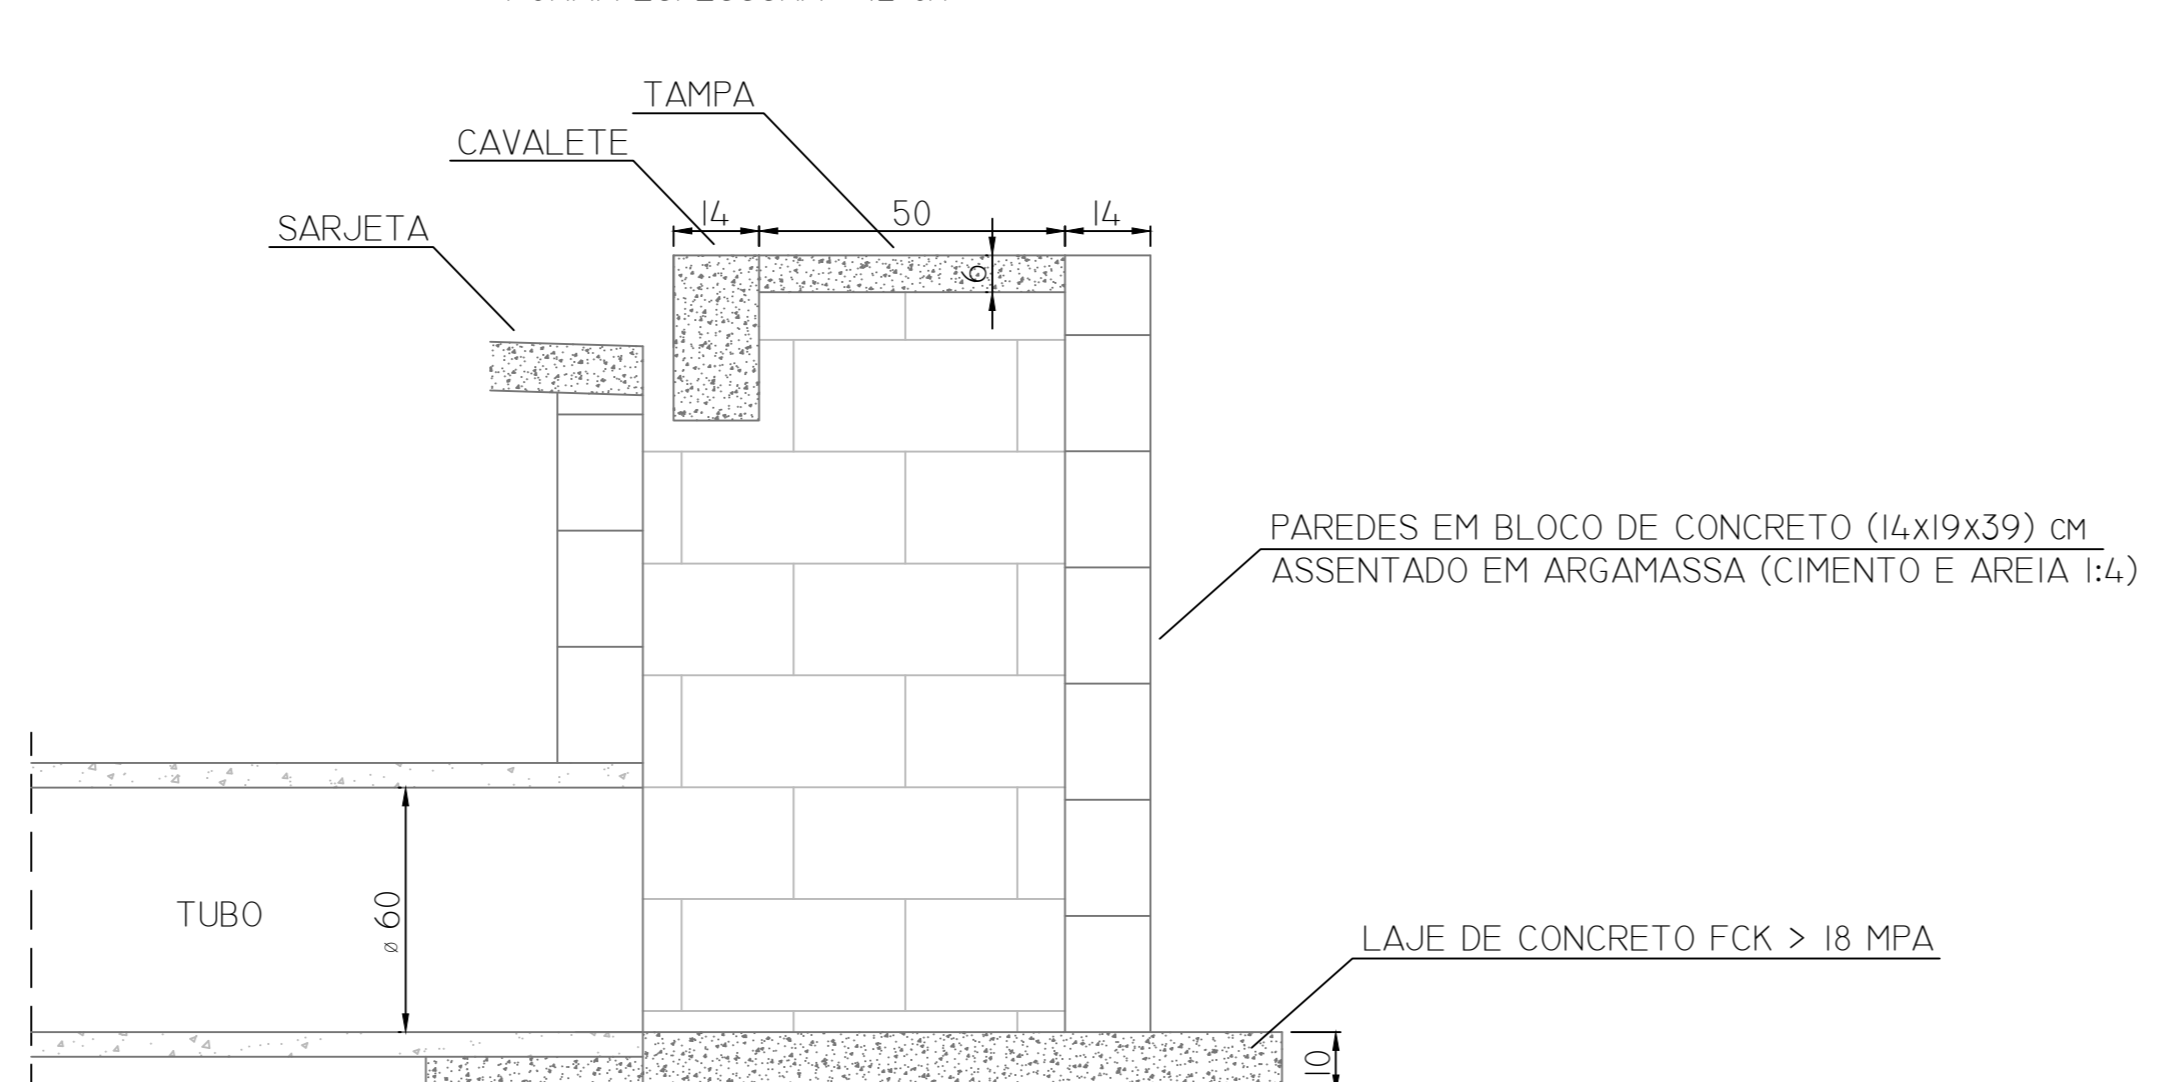 TAMPA
CAVALETE
SARJETA
14
50
14
6
PAREDES EM BLOCO DE CONCRETO (14X19X39) CM
ASSENTADO EM ARGAMASSA (CIMENTO E AREIA 1:4)
TUBO
ø 60
LAJE DE CONCRETO FCK > 18 MPA
10